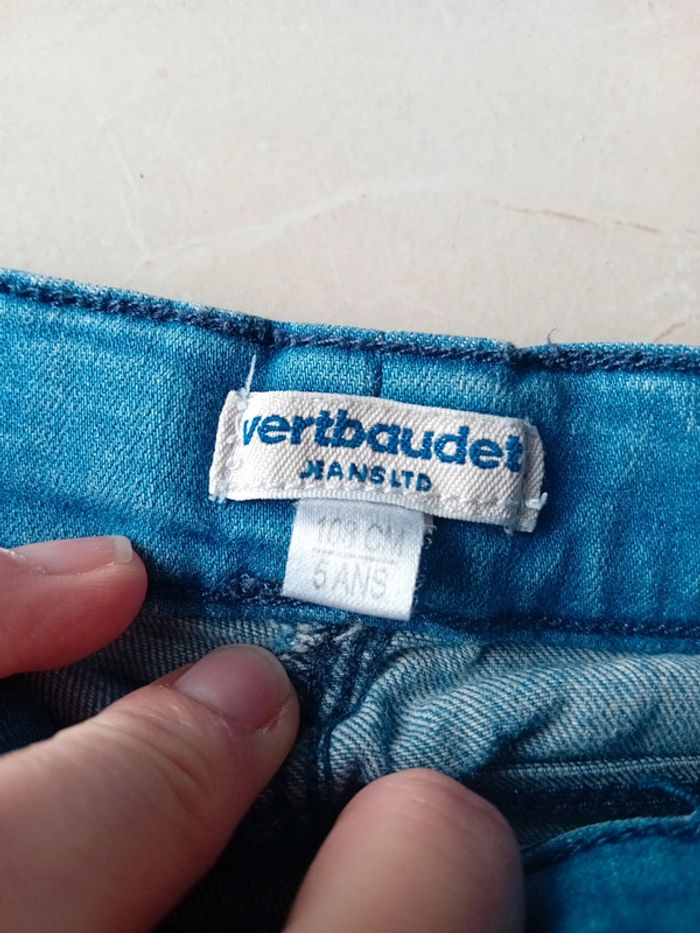 vertbaudet
JEANS LTD
108 CM
5 ANS